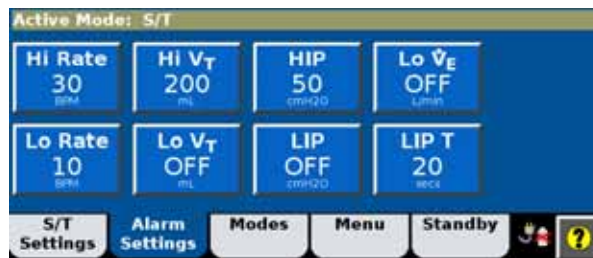 Active Mode: S/T
Hi Rate
30
BPM
Hi VT
200
mL
HIP
50
cmH2O
Lo V̇E
OFF
L/min
Lo Rate
10
BPM
Lo VT
OFF
mL
LIP
OFF
cmH2O
LIP T
20
secs
S/T
Settings
Alarm
Settings
Modes
Menu
Standby
?